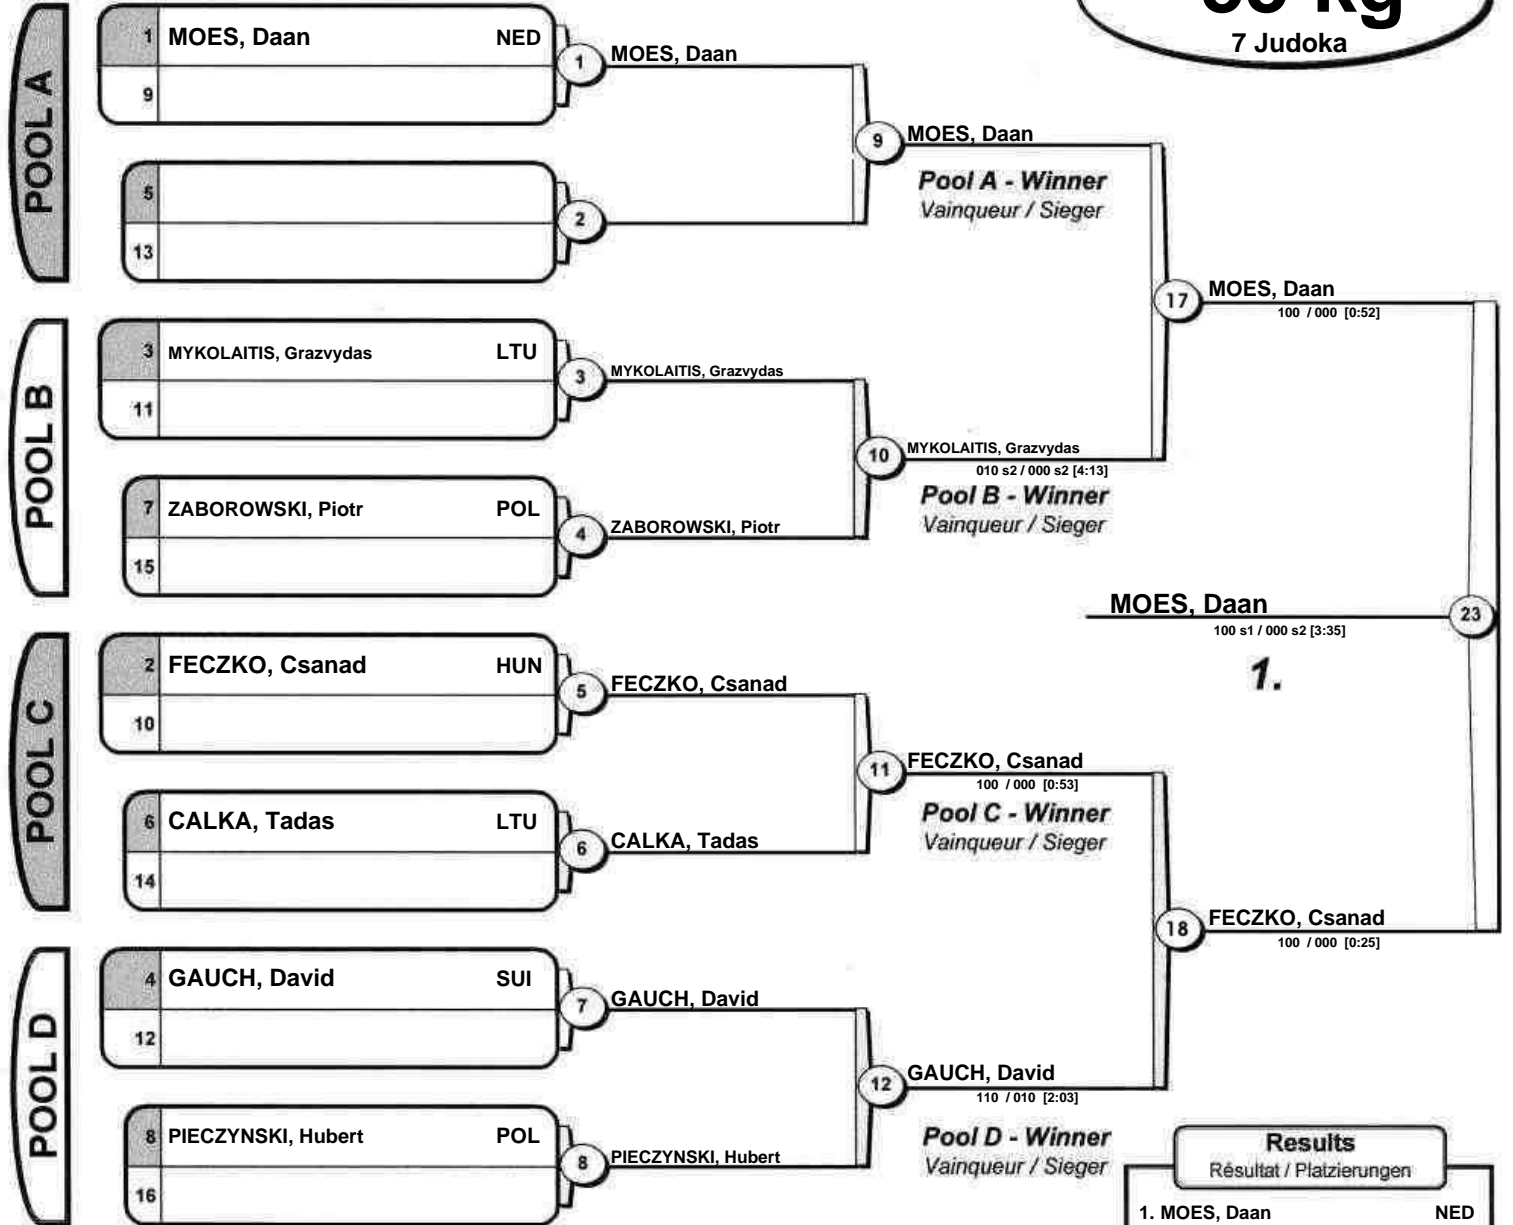 7 Judoka
POOL A
1 MOES, Daan NED
9
1 MOES, Daan
5
13
2
9 MOES, Daan
Pool A - Winner
Vainqueur / Sieger
17 MOES, Daan
100 / 000 [0:52]
POOL B
3 MYKOLAITIS, Grazvydas LTU
11
3 MYKOLAITIS, Grazvydas
7 ZABOROWSKI, Piotr POL
15
4 ZABOROWSKI, Piotr
10 MYKOLAITIS, Grazvydas
010 s2 / 000 s2 [4:13]
Pool B - Winner
Vainqueur / Sieger
MOES, Daan 23
100 s1 / 000 s2 [3:35]
1.
POOL C
2 FECZKO, Csanad HUN
10
5 FECZKO, Csanad
6 CALKA, Tadas LTU
14
6 CALKA, Tadas
11 FECZKO, Csanad
100 / 000 [0:53]
Pool C - Winner
Vainqueur / Sieger
18 FECZKO, Csanad
100 / 000 [0:25]
POOL D
4 GAUCH, David SUI
12
7 GAUCH, David
8 PIECZYNSKI, Hubert POL
16
8 PIECZYNSKI, Hubert
12 GAUCH, David
110 / 010 [2:03]
Pool D - Winner
Vainqueur / Sieger
Results
Résultat / Platzierungen
1. MOES, Daan NED